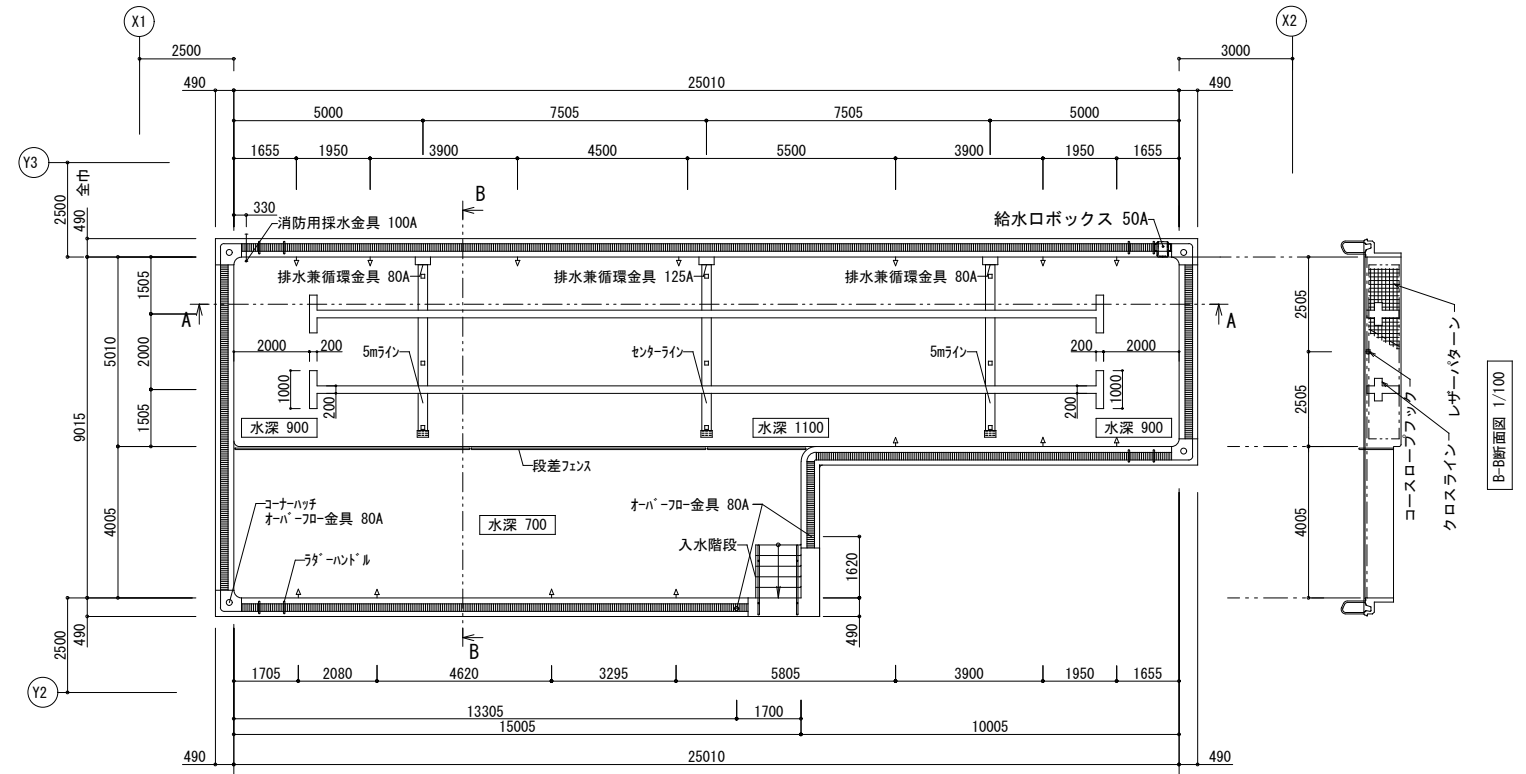 X1
X2
2500
3000
490
25010
490
5000
7505
7505
5000
1655
1950
3900
4500
5500
3900
1950
1655
Y3
全巾
2500
490
330
B
消防用採水金具 100A
給水口ボックス 50A
排水兼循環金具 80A
排水兼循環金具 125A
排水兼循環金具 80A
A
A
9015
5010
4005
1505
2000
1505
2000
200
5mライン
センターライン
5mライン
200
2000
1000
200
200
1000
水深 900
水深 1100
水深 900
段差フェンス
コーナーハッチ
オーバーフロー金具 80A
水深 700
オーバーフロー金具 80A
入水階段
ラダーハンドル
1620
490
2500
490
B
Y2
1705
2080
4620
3295
5805
3900
1950
1655
13305
1700
15005
10005
490
25010
490
2505
2505
4005
コースロープフック
クロスライン
レザーパターン
B-B断面図 1/100